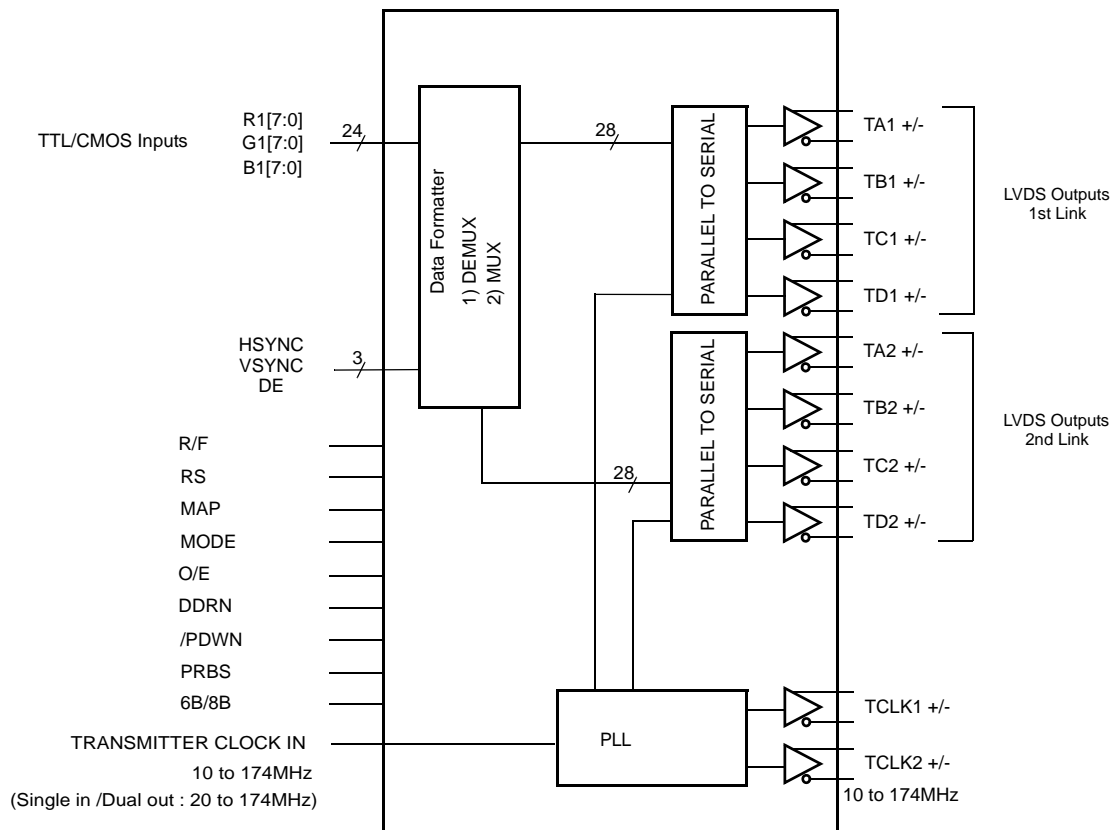 TTL/CMOS Inputs
R1[7:0]
G1[7:0]
B1[7:0]
24
HSYNC
VSYNC
DE
3
R/F
RS
MAP
MODE
O/E
DDRN
/PDWN
PRBS
6B/8B
TRANSMITTER CLOCK IN
10 to 174MHz
(Single in /Dual out : 20 to 174MHz)
Data Formatter
1) DEMUX
2) MUX
28
28
PARALLEL TO SERIAL
PARALLEL TO SERIAL
PLL
TA1 +/-
TB1 +/-
TC1 +/-
TD1 +/-
LVDS Outputs
1st Link
TA2 +/-
TB2 +/-
TC2 +/-
TD2 +/-
LVDS Outputs
2nd Link
TCLK1 +/-
TCLK2 +/-
10 to 174MHz